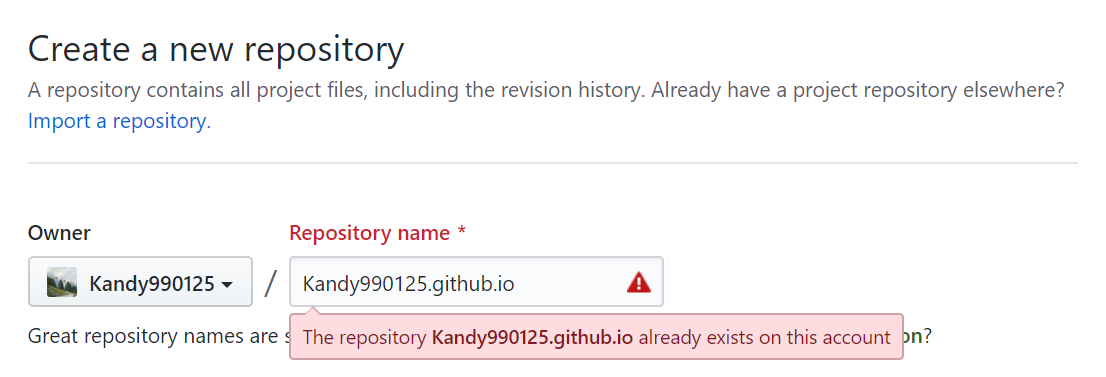 Create a new repository
A repository contains all project files, including the revision history. Already have a project repository elsewhere?
Import a repository.
Owner
Repository name *
Kandy990125
/
Kandy990125.github.io
Great repository names are
The repository Kandy990125.github.io already exists on this account
?